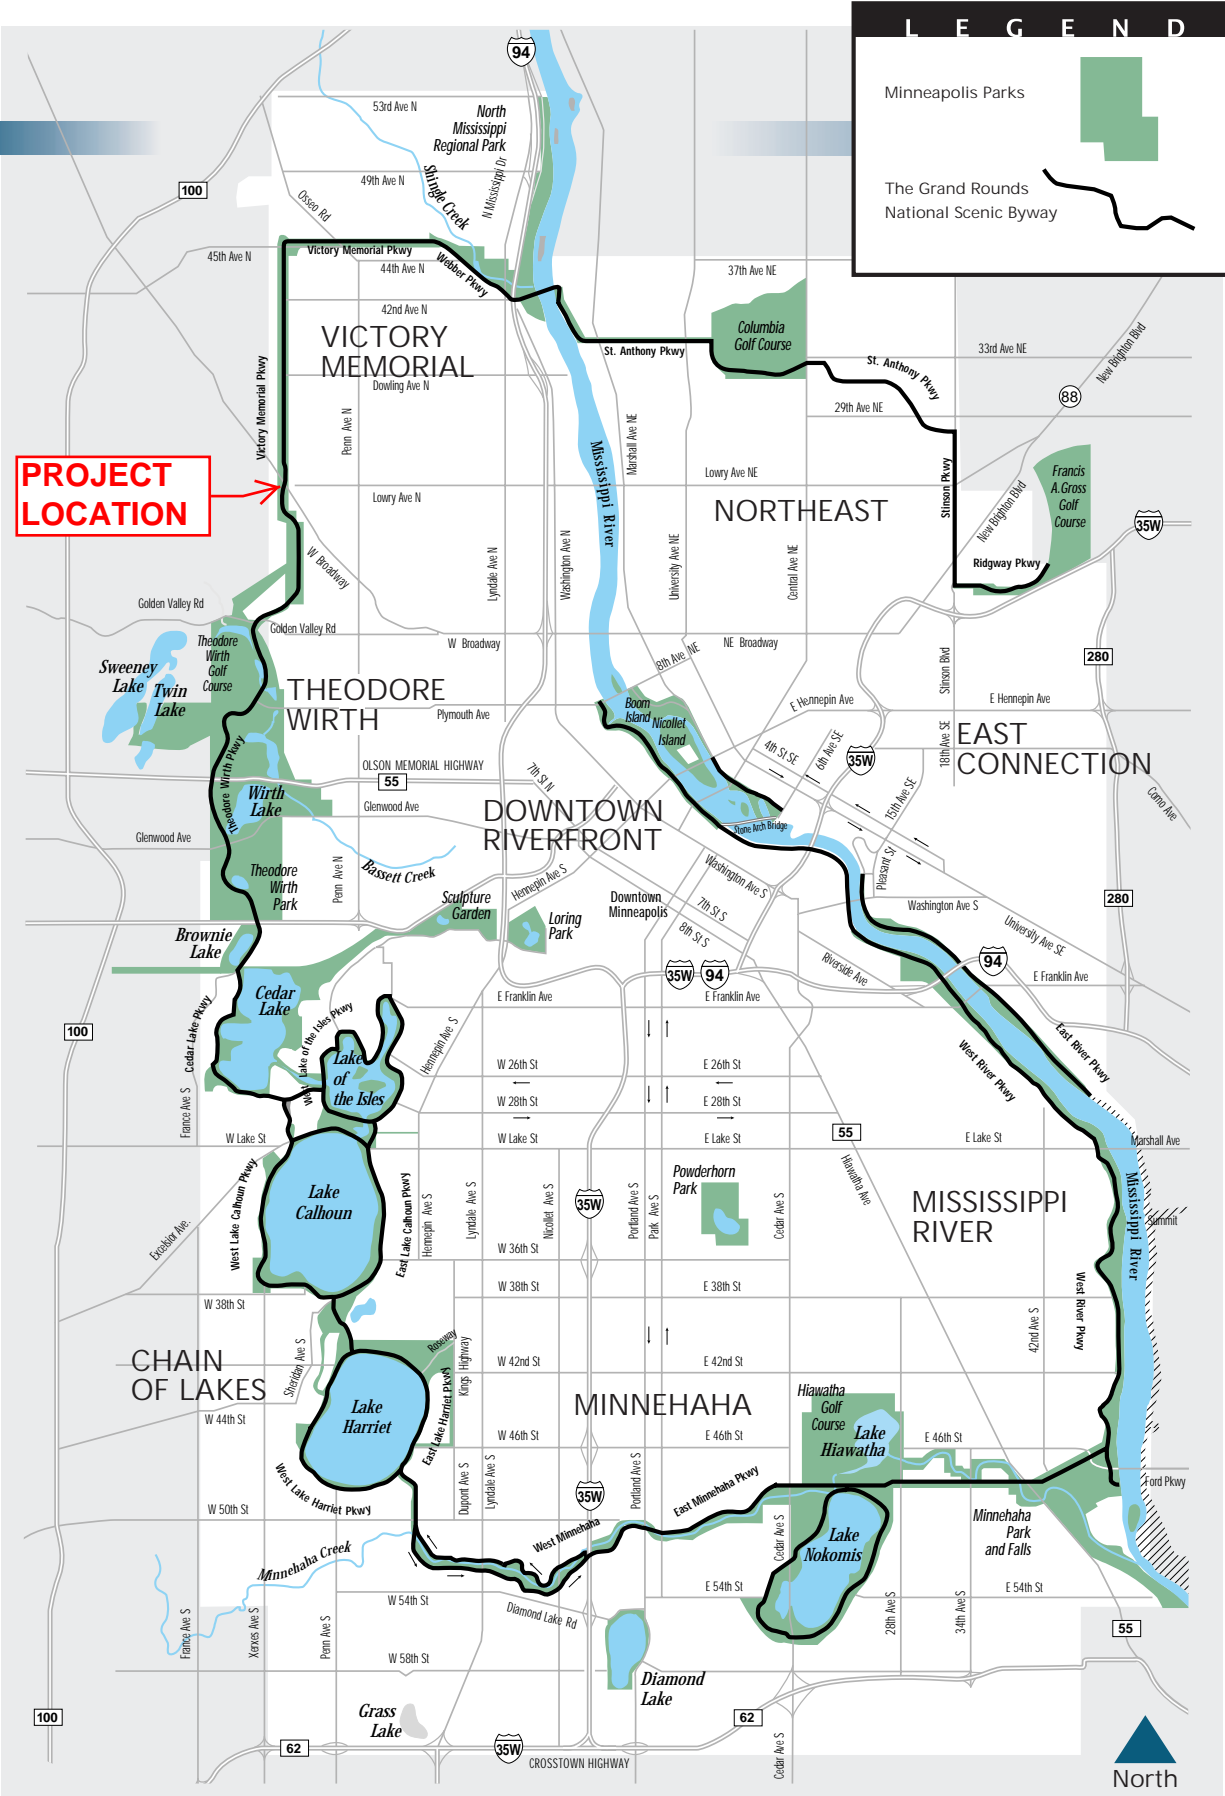 LEGEND
Minneapolis Parks
The Grand Rounds
National Scenic Byway
94
53rd Ave N
North
Mississippi
Regional Park
49th Ave N
Shingle Creek
N Mississippi Dr
Osseo Rd
100
45th Ave N
Victory Memorial Pkwy
44th Ave N
Webber Pkwy
42nd Ave N
37th Ave NE
VICTORY
MEMORIAL
Dowling Ave N
Victory Memorial Pkwy
Penn Ave N
Columbia
Golf Course
St. Anthony Pkwy
St. Anthony Pkwy
33rd Ave NE
New Brighton Blvd
88
29th Ave NE
Mississippi River
Marshall Ave NE
Lowry Ave NE
Stinson Pkwy
Francis
A.Gross
Golf
Course
PROJECT
LOCATION
Lowry Ave N
NORTHEAST
New Brighton Blvd
35W
W Broadway
Lyndale Ave N
Washington Ave N
University Ave NE
Central Ave NE
Ridgway Pkwy
Golden Valley Rd
Golden Valley Rd
W Broadway
NE Broadway
8th Ave NE
280
Stinson Blvd
Theodore
Wirth
Golf
Course
Sweeney
Lake
Twin
Lake
THEODORE
WIRTH
Plymouth Ave
Boom
Island
Nicollet
Island
E Hennepin Ave
E Hennepin Ave
EAST
CONNECTION
18th Ave SE
4th St SE
6th Ave SE
35W
Theodore Wirth Pkwy
OLSON MEMORIAL HIGHWAY
55
7th St N
Wirth
Lake
Glenwood Ave
Glenwood Ave
DOWNTOWN
RIVERFRONT
Stone Arch Bridge
15th Ave SE
Como Ave
Bassett Creek
Theodore
Wirth
Park
Penn Ave N
Hennepin Ave S
Washington Ave S
Pleasant St
Sculpture
Garden
Loring
Park
Downtown
Minneapolis
7th St S
8th St S
Washington Ave S
University Ave SE
280
Brownie
Lake
Riverside Ave
35W
94
94
E Franklin Ave
Cedar
Lake
E Franklin Ave
E Franklin Ave
Cedar Lake Pkwy
West Lake of the Isles Pkwy
100
Lake
of
the Isles
Hennepin Ave S
W 26th St
E 26th St
West River Pkwy
East River Pkwy
W 28th St
E 28th St
France Ave S
W Lake St
W Lake St
E Lake St
55
E Lake St
Marshall Ave
Hiawatha Ave
Lake
Calhoun
West Lake Calhoun Pkwy
East Lake Calhoun Pkwy
Hennepin Ave S
Lyndale Ave S
Nicollet Ave S
35W
Portland Ave S
Park Ave S
Powderhorn
Park
Cedar Ave S
MISSISSIPPI
RIVER
Mississippi River
Summit
Excelsior Ave.
W 36th St
W 38th St
W 38th St
E 38th St
West River Pkwy
42nd Ave S
CHAIN
OF LAKES
Sheridan Ave S
Roseway
Kings Highway
W 42nd St
E 42nd St
W 44th St
Lake
Harriet
East Lake Harriet Pkwy
MINNEHAHA
Hiawatha
Golf
Course
Lake
Hiawatha
W 46th St
E 46th St
E 46th St
West Lake Harriet Pkwy
Dupont Ave S
Lyndale Ave S
35W
Portland Ave S
East Minnehaha Pkwy
Ford Pkwy
W 50th St
West Minnehaha
Minnehaha
Park
and Falls
Minnehaha Creek
Cedar Ave S
Lake
Nokomis
W 54th St
Diamond Lake Rd
E 54th St
E 54th St
28th Ave S
34th Ave S
55
France Ave S
Xerxes Ave S
Penn Ave S
W 58th St
Diamond
Lake
Grass
Lake
100
62
35W
62
CROSSTOWN HIGHWAY
Cedar Ave S
North